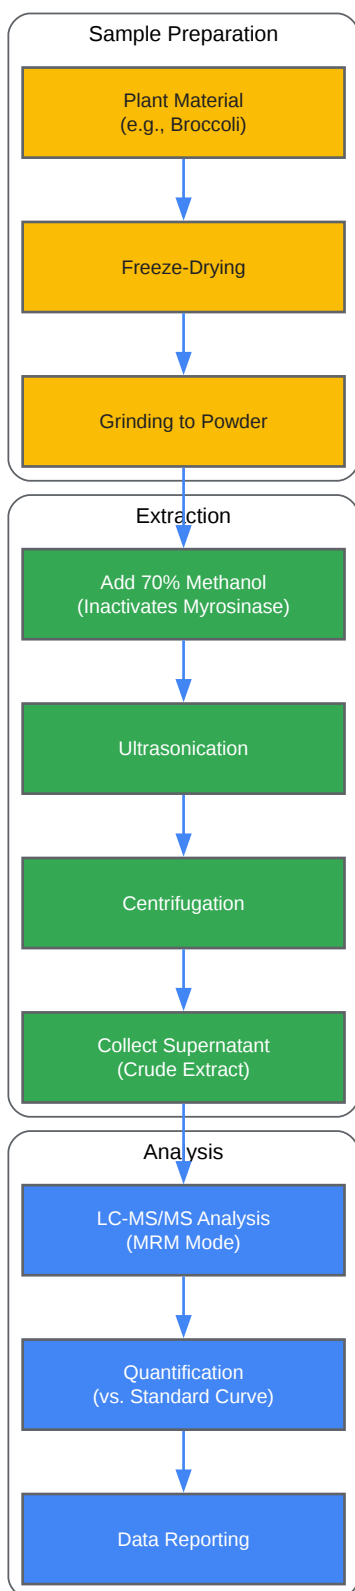 Sample Preparation
Plant Material
(e.g., Broccoli)
Freeze-Drying
Grinding to Powder
Extraction
Add 70% Methanol
(Inactivates Myrosinase)
Ultrasonication
Centrifugation
Collect Supernatant
(Crude Extract)
Analysis
LC-MS/MS Analysis
(MRM Mode)
Quantification
(vs. Standard Curve)
Data Reporting